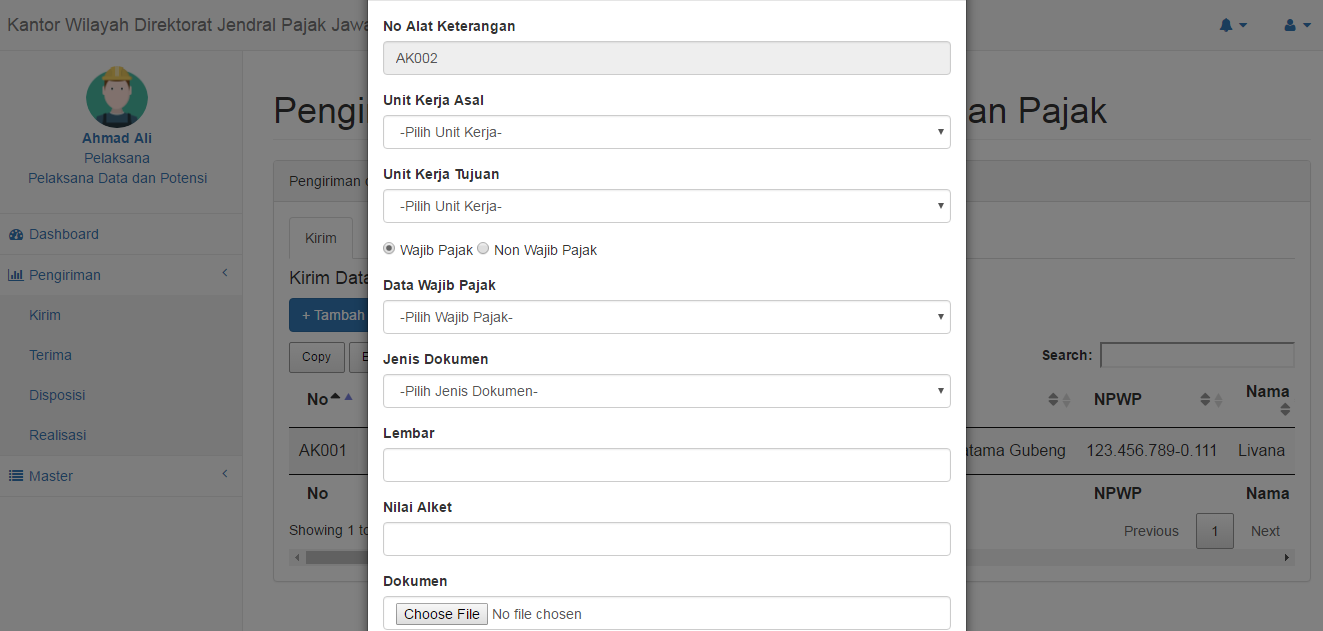 Kantor Wilayah Direktorat Jendral Pajak Jawa
Ahmad Ali
Pelaksana
Pelaksana Data dan Potensi
Dashboard
Pengiriman
Kirim
Terima
Disposisi
Realisasi
Master
No Alat Keterangan
AK002
Unit Kerja Asal
-Pilih Unit Kerja-
Unit Kerja Tujuan
-Pilih Unit Kerja-
Wajib Pajak Non Wajib Pajak
Data Wajib Pajak
-Pilih Wajib Pajak-
Jenis Dokumen
-Pilih Jenis Dokumen-
Lembar
Nilai Alket
Dokumen
Choose File No file chosen
Pengi an Pajak
Pengiriman
Kirim
Kirim Data
+ Tambah
Copy
Search:
No NPWP Nama
AK001 tama Gubeng 123.456.789-0.111 Livana
No NPWP Nama
Showing 1 to Previous 1 Next